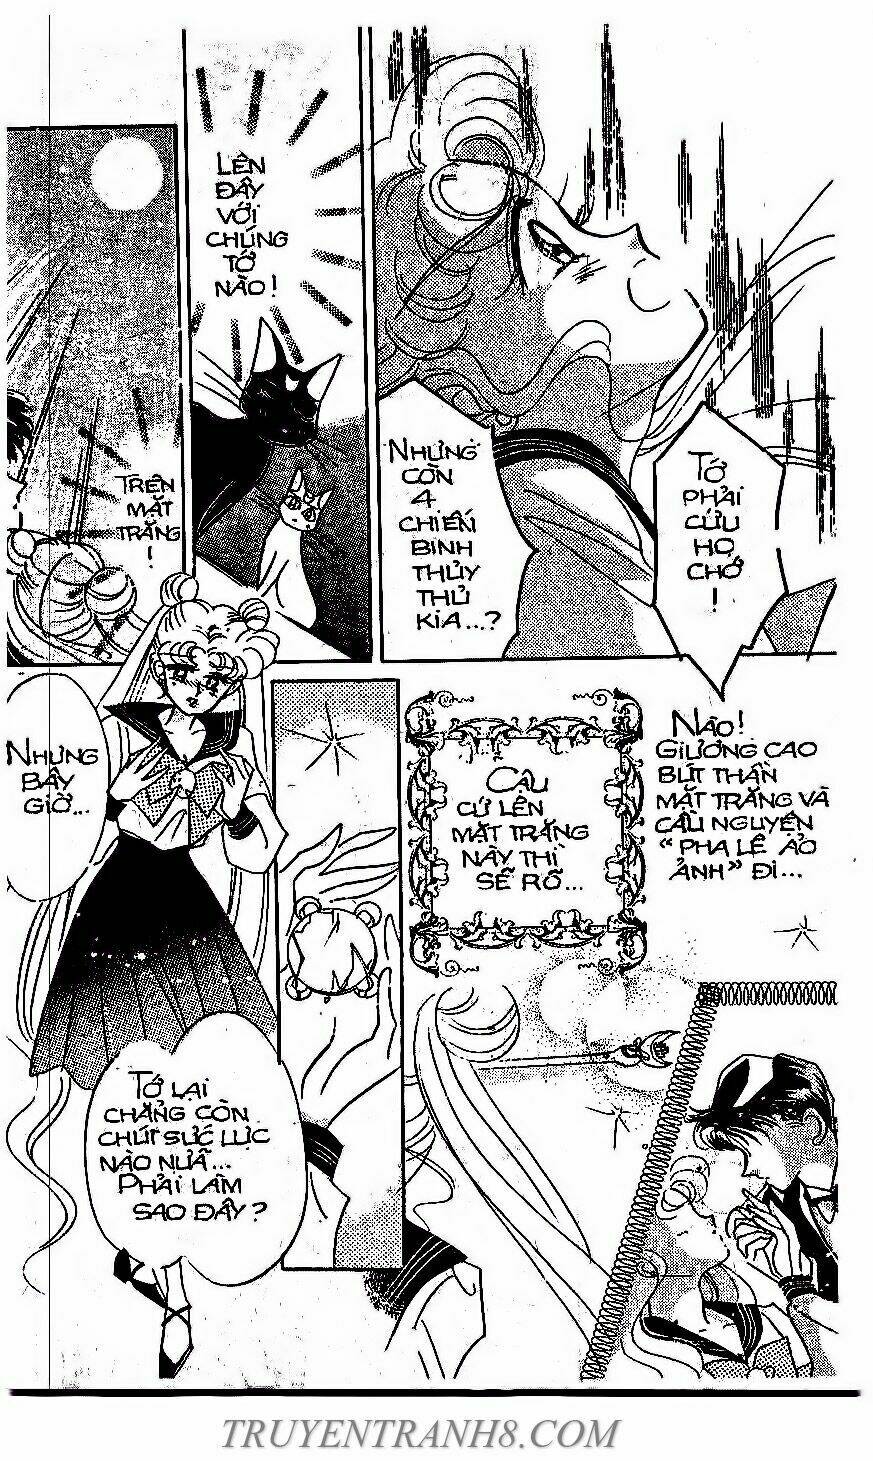 LÊN
ĐÂY
VỚI
CHÚNG
TỚ
NÀO!
TRÊN
MẶT
TRĂNG
!
NHƯNG
CÒN
4
CHIẾN
BINH
THỦY
THỦ
KIA...?
TỚ
PHẢI
CỨU
HỌ
CHỚ
!
NHƯNG
BÂY
GIỜ...
CẬU
CỨ LÊN
MẶT TRĂNG
NÀY THÌ
SẼ RÕ...
NÀO!
GIƯƠNG CAO
BÚT THẦN
MẶT TRĂNG VÀ
CẦU NGUYỆN
“PHA LÊ ẢO
ẢNH” ĐI...
TỚ LẠI
CHẲNG CÒN
CHÚT SỨC LỰC
NÀO NỮA...
PHẢI LÀM
SAO ĐÂY?
TRUYENTRANH8.COM